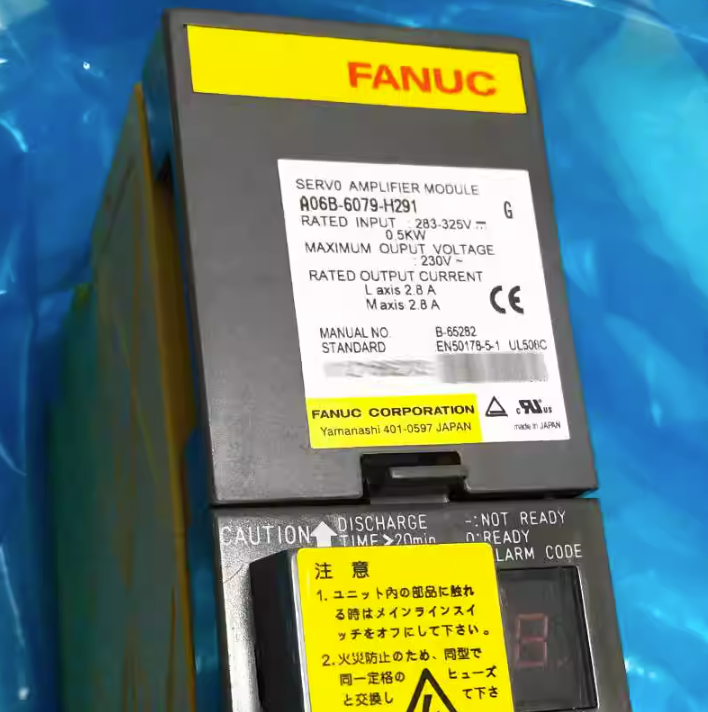 FANUC
SERVO AMPLIFIER MODULE
A06B-6079-H291 G
RATED INPUT : 283-325V ⎓
0.5KW
MAXIMUM OUPUT VOLTAGE
: 230V ~
RATED OUTPUT CURRENT
L axis 2.8 A
M axis 2.8 A CE
MANUAL NO B-65282
STANDARD EN50178-5-1 UL508C
FANUC CORPORATION
Yamanashi 401-0597 JAPAN
c RU us
made in JAPAN
CAUTION DISCHARGE
TIME>20min
-:NOT READY
0:READY
LARM CODE
注 意
1. ユニット内の部品に触れ
る時はメインラインスイ
ッチをオフにして下さい。
2. 火災防止のため、同型で
同一定格の ヒューズ
と交換し て下さ
8